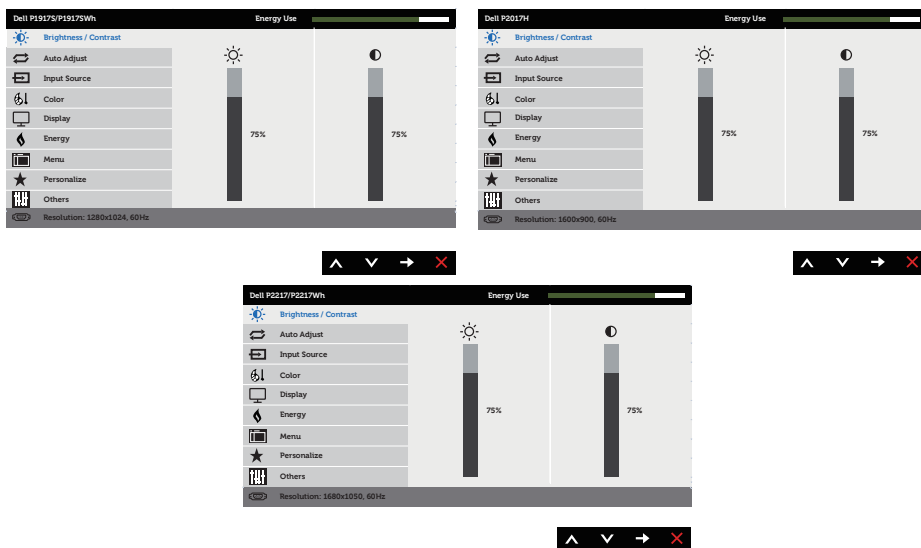 Dell P1917S/P1917SWh Energy Use
Brightness / Contrast
Auto Adjust
Input Source
Color
Display
Energy
Menu
Personalize
Others
75% 75%
Resolution: 1280x1024, 60Hz
Dell P2017H Energy Use
Brightness / Contrast
Auto Adjust
Input Source
Color
Display
Energy
Menu
Personalize
Others
75% 75%
Resolution: 1600x900, 60Hz
Dell P2217/P2217Wh Energy Use
Brightness / Contrast
Auto Adjust
Input Source
Color
Display
Energy
Menu
Personalize
Others
75% 75%
Resolution: 1680x1050, 60Hz